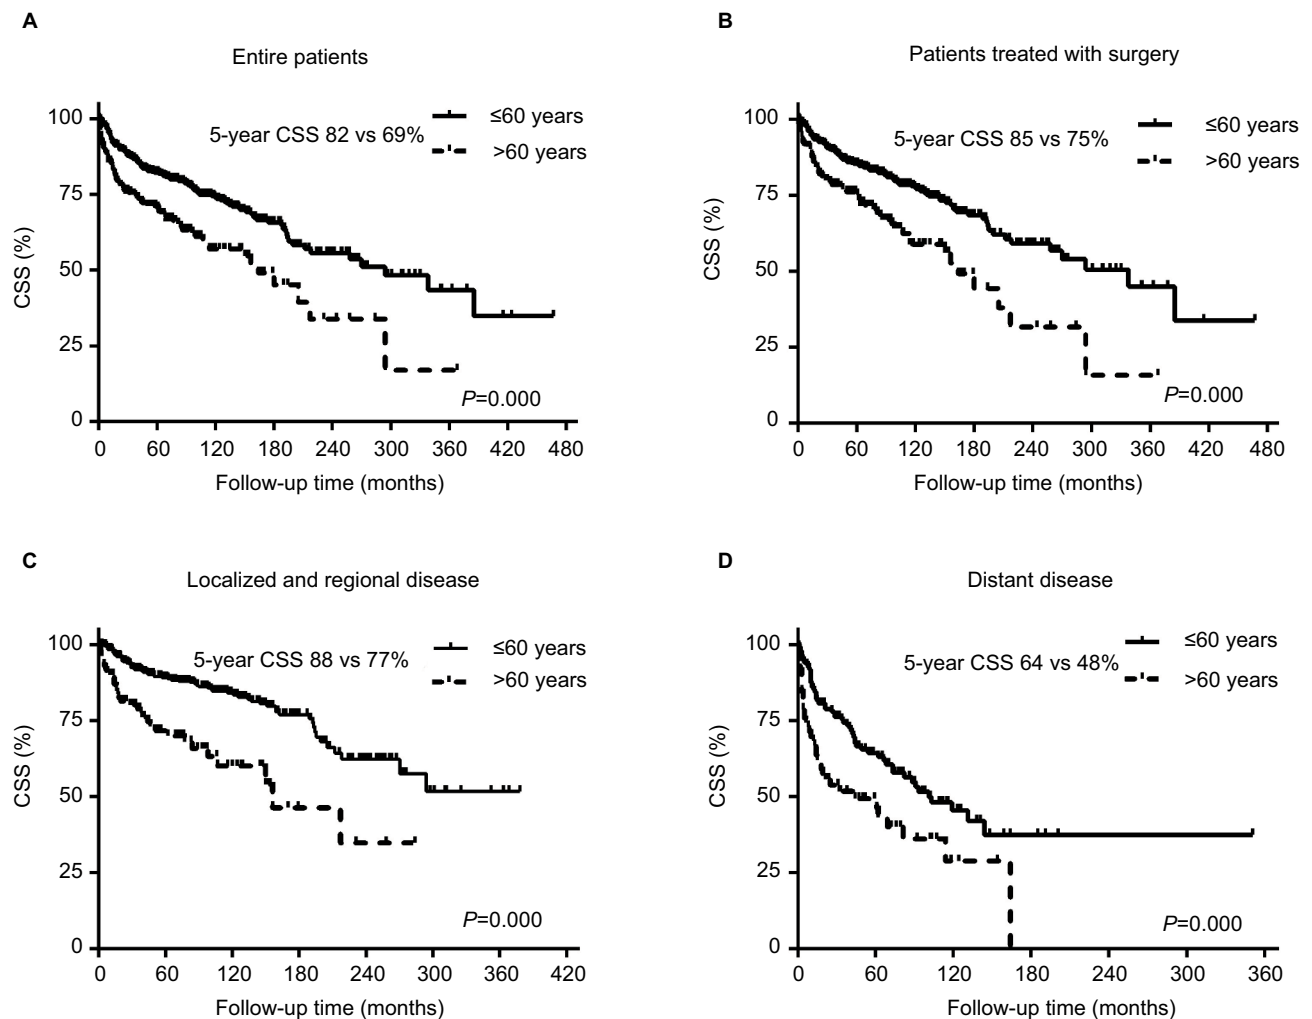 A
Entire patients
100
75
50
25
0
CSS (%)
5-year CSS 82 vs 69%
≤60 years
>60 years
P=0.000
0 60 120 180 240 300 360 420 480
Follow-up time (months)
B
Patients treated with surgery
100
75
50
25
0
CSS (%)
5-year CSS 85 vs 75%
≤60 years
>60 years
P=0.000
0 60 120 180 240 300 360 420 480
Follow-up time (months)
C
Localized and regional disease
100
75
50
25
0
CSS (%)
5-year CSS 88 vs 77%
≤60 years
>60 years
P=0.000
0 60 120 180 240 300 360 420
Follow-up time (months)
D
Distant disease
100
75
50
25
0
CSS (%)
5-year CSS 64 vs 48%
≤60 years
>60 years
P=0.000
0 60 120 240 300 360
Follow-up time (months)